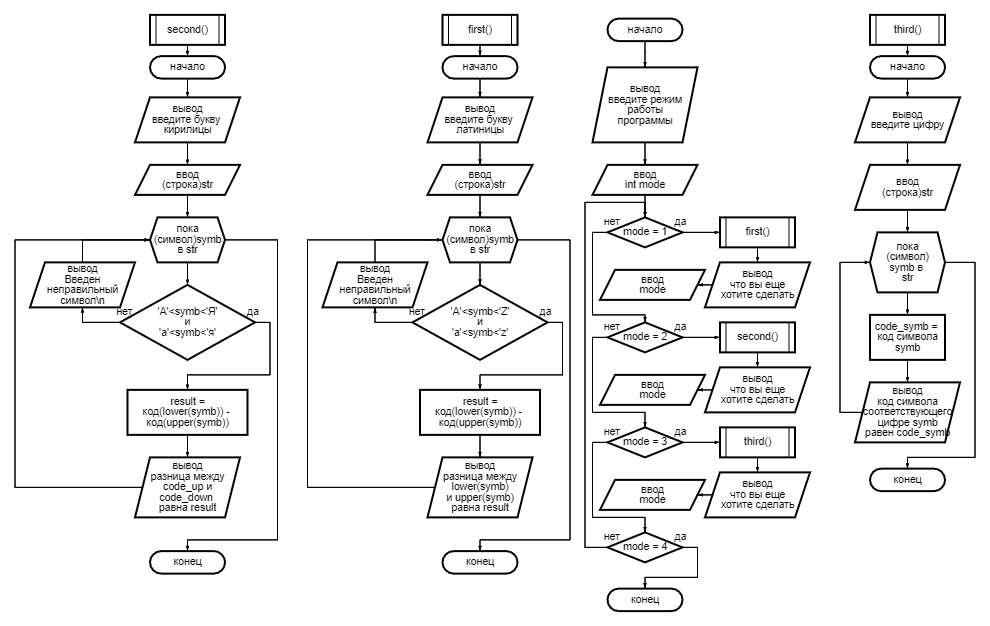 second()
начало
вывод
введите букву
кирилицы
ввод
(строка)str
пока
(символ)symb
в str
вывод
Введен
неправильный
символ\n
нет
'А'<symb<'Я'
и
'а'<symb<'я'
да
result =
код(lower(symb)) -
код(upper(symb))
вывод
разница между
code_up и
code_down
равна result
конец
first()
начало
вывод
введите букву
латиницы
ввод
(строка)str
пока
(символ)symb
в str
вывод
Введен
неправильный
символ\n
нет
'A'<symb<'Z'
и
'a'<symb<'z'
да
result =
код(lower(symb)) -
код(upper(symb))
вывод
разница между
lower(symb)
и upper(symb)
равна result
конец
начало
вывод
введите режим
работы
программы
ввод
int mode
нет
mode = 1
да
first()
ввод
mode
вывод
что вы еще
хотите сделать
нет
mode = 2
да
second()
ввод
mode
вывод
что вы еще
хотите сделать
нет
mode = 3
да
third()
ввод
mode
вывод
что вы еще
хотите сделать
нет
mode = 4
да
конец
third()
начало
вывод
введите цифру
ввод
(строка)str
пока
(символ)
symb в
str
code_symb =
код символа
symb
вывод
код символа
соответствующего
цифре symb
равен code_symb
конец